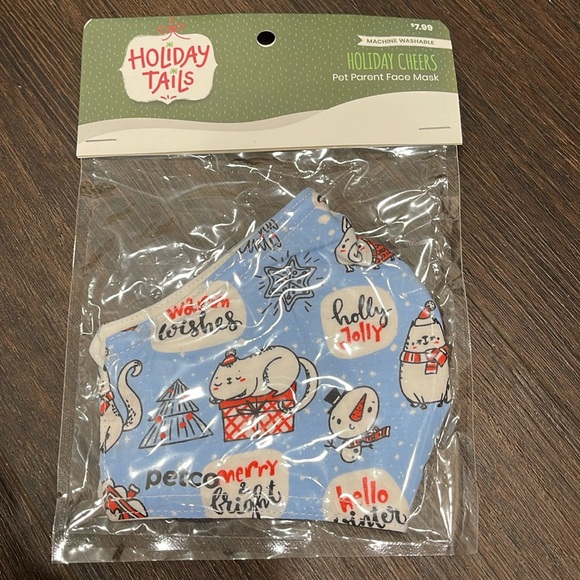 HOLIDAY
TAILS
$7.99
MACHINE WASHABLE
HOLIDAY CHEERS
Pet Parent Face Mask
warm
wishes
holly
Jolly
petco
merry
&
bright
hello
winter